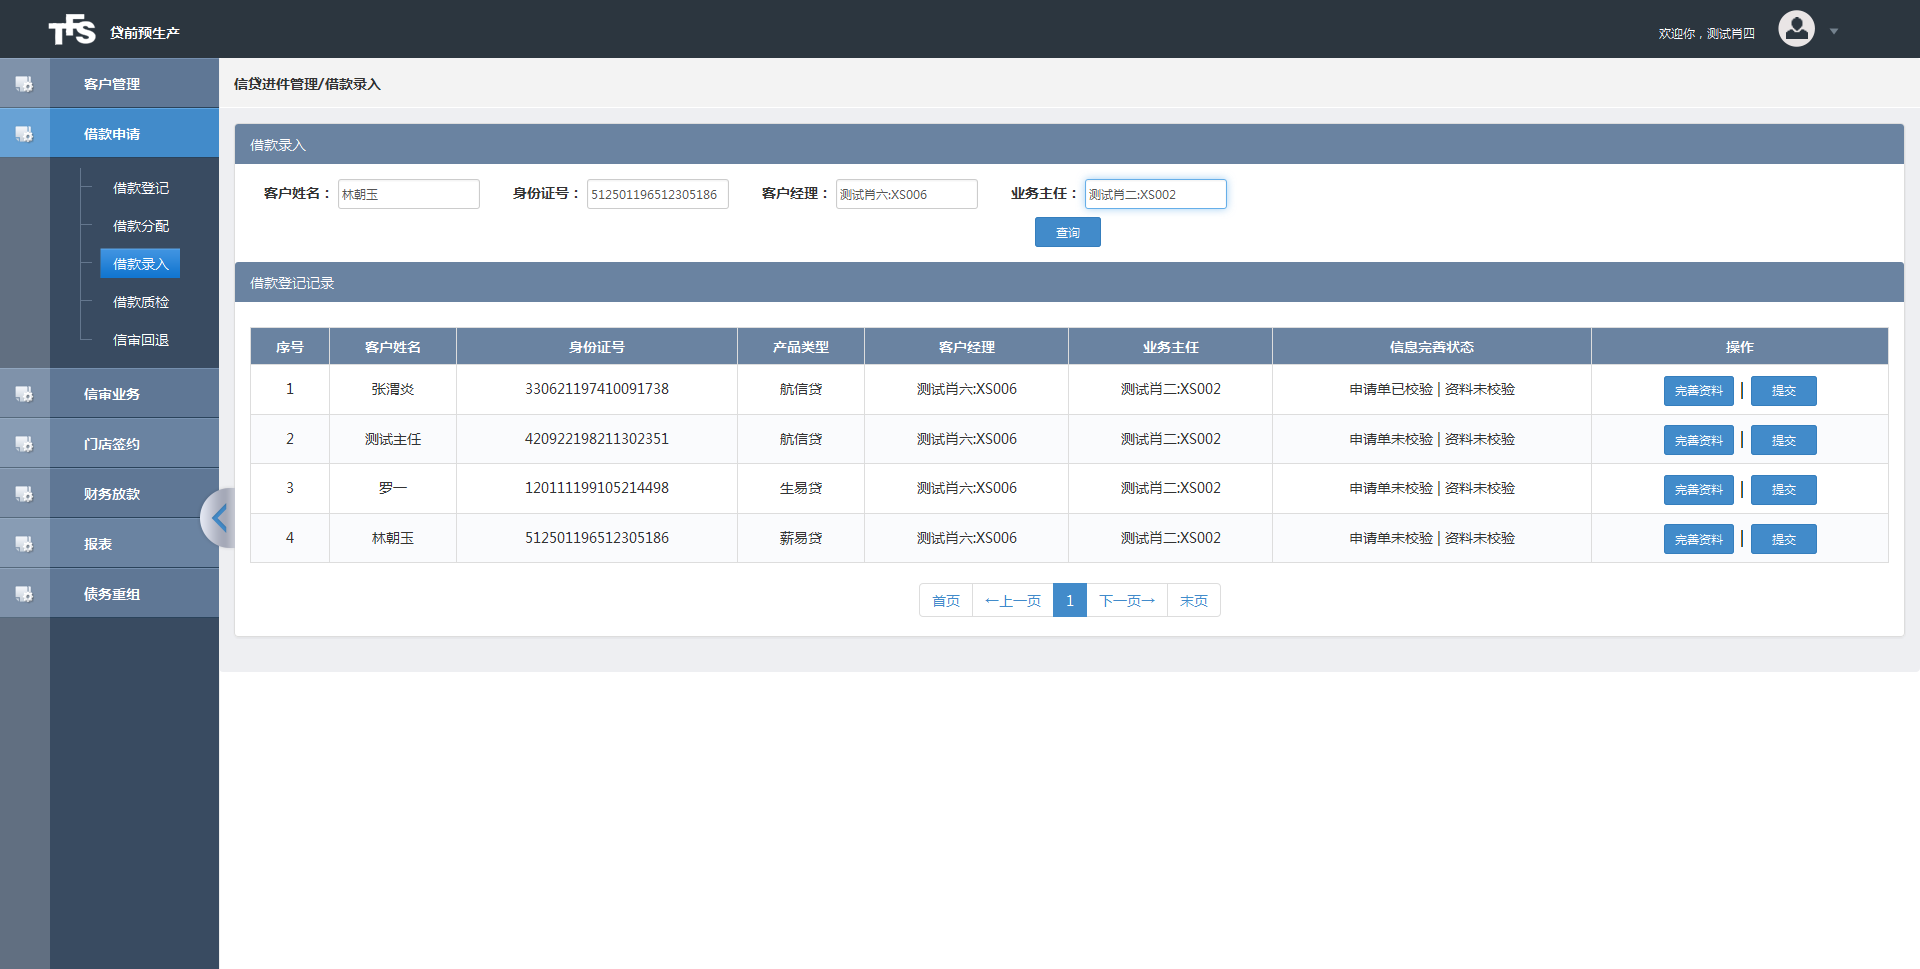 TFS 贷前预生产
欢迎你，测试肖四
客户管理
借款申请
借款登记
借款分配
借款录入
借款质检
信审回退
信审业务
门店签约
财务放款
报表
债务重组
信贷进件管理/借款录入
借款录入
客户姓名： 林朝玉 身份证号： 512501196512305186 客户经理： 测试肖六:XS006 业务主任： 测试肖二:XS002
查询
借款登记记录
序号 客户姓名 身份证号 产品类型 客户经理 业务主任 信息完善状态 操作
1 张渭炎 330621197410091738 航信贷 测试肖六:XS006 测试肖二:XS002 申请单已校验 | 资料未校验 完善资料 | 提交
2 测试主任 420922198211302351 航信贷 测试肖六:XS006 测试肖二:XS002 申请单未校验 | 资料未校验 完善资料 | 提交
3 罗一 120111199105214498 生易贷 测试肖六:XS006 测试肖二:XS002 申请单未校验 | 资料未校验 完善资料 | 提交
4 林朝玉 512501196512305186 薪易贷 测试肖六:XS006 测试肖二:XS002 申请单未校验 | 资料未校验 完善资料 | 提交
首页 ←上一页 1 下一页→ 末页